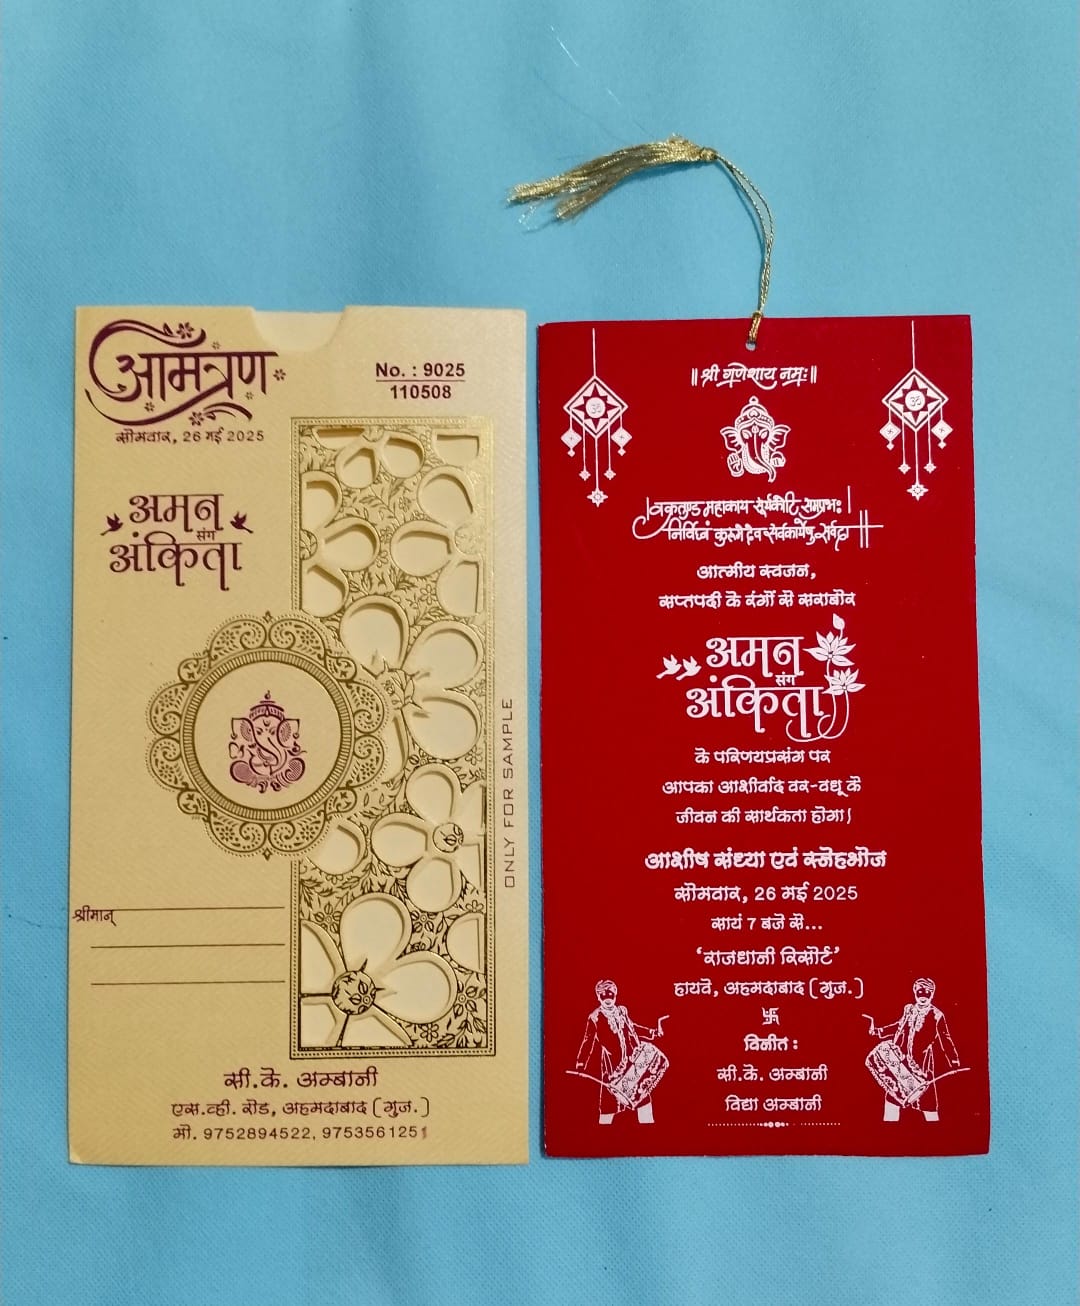 आमंत्रण
सोमवार, 26 मई 2025
No. : 9025
110508
अमन
संग
अंकिता
ONLY FOR SAMPLE
श्रीमान्
सी.के. अम्बानी
एस.व्ही. रोड, अहमदाबाद (गुज.)
मो. 9752894522, 9753561251
॥ श्री गणेशाय नमः ॥
ॐ
ॐ
। वक्रतुण्ड महाकाय सूर्यकोटि समप्रभः ।
निर्विघ्नं कुरूमे देव सर्वकार्येषु सर्वदा ॥
आत्मीय स्वजन,
सप्तपदी के रंगों से सराबोर
अमन
संग
अंकिता
के परिणयप्रसंग पर
आपका आशीर्वाद वर-वधू के
जीवन की सार्थकता होगा।
आशीष संध्या एवं स्नेहभोज
सोमवार, 26 मई 2025
सायं 7 बजे से...
‘राजधानी रिसोर्ट’
हायवे, अहमदाबाद (गुज.)
卐
विनीत :
सी.के. अम्बानी
विद्या अम्बानी